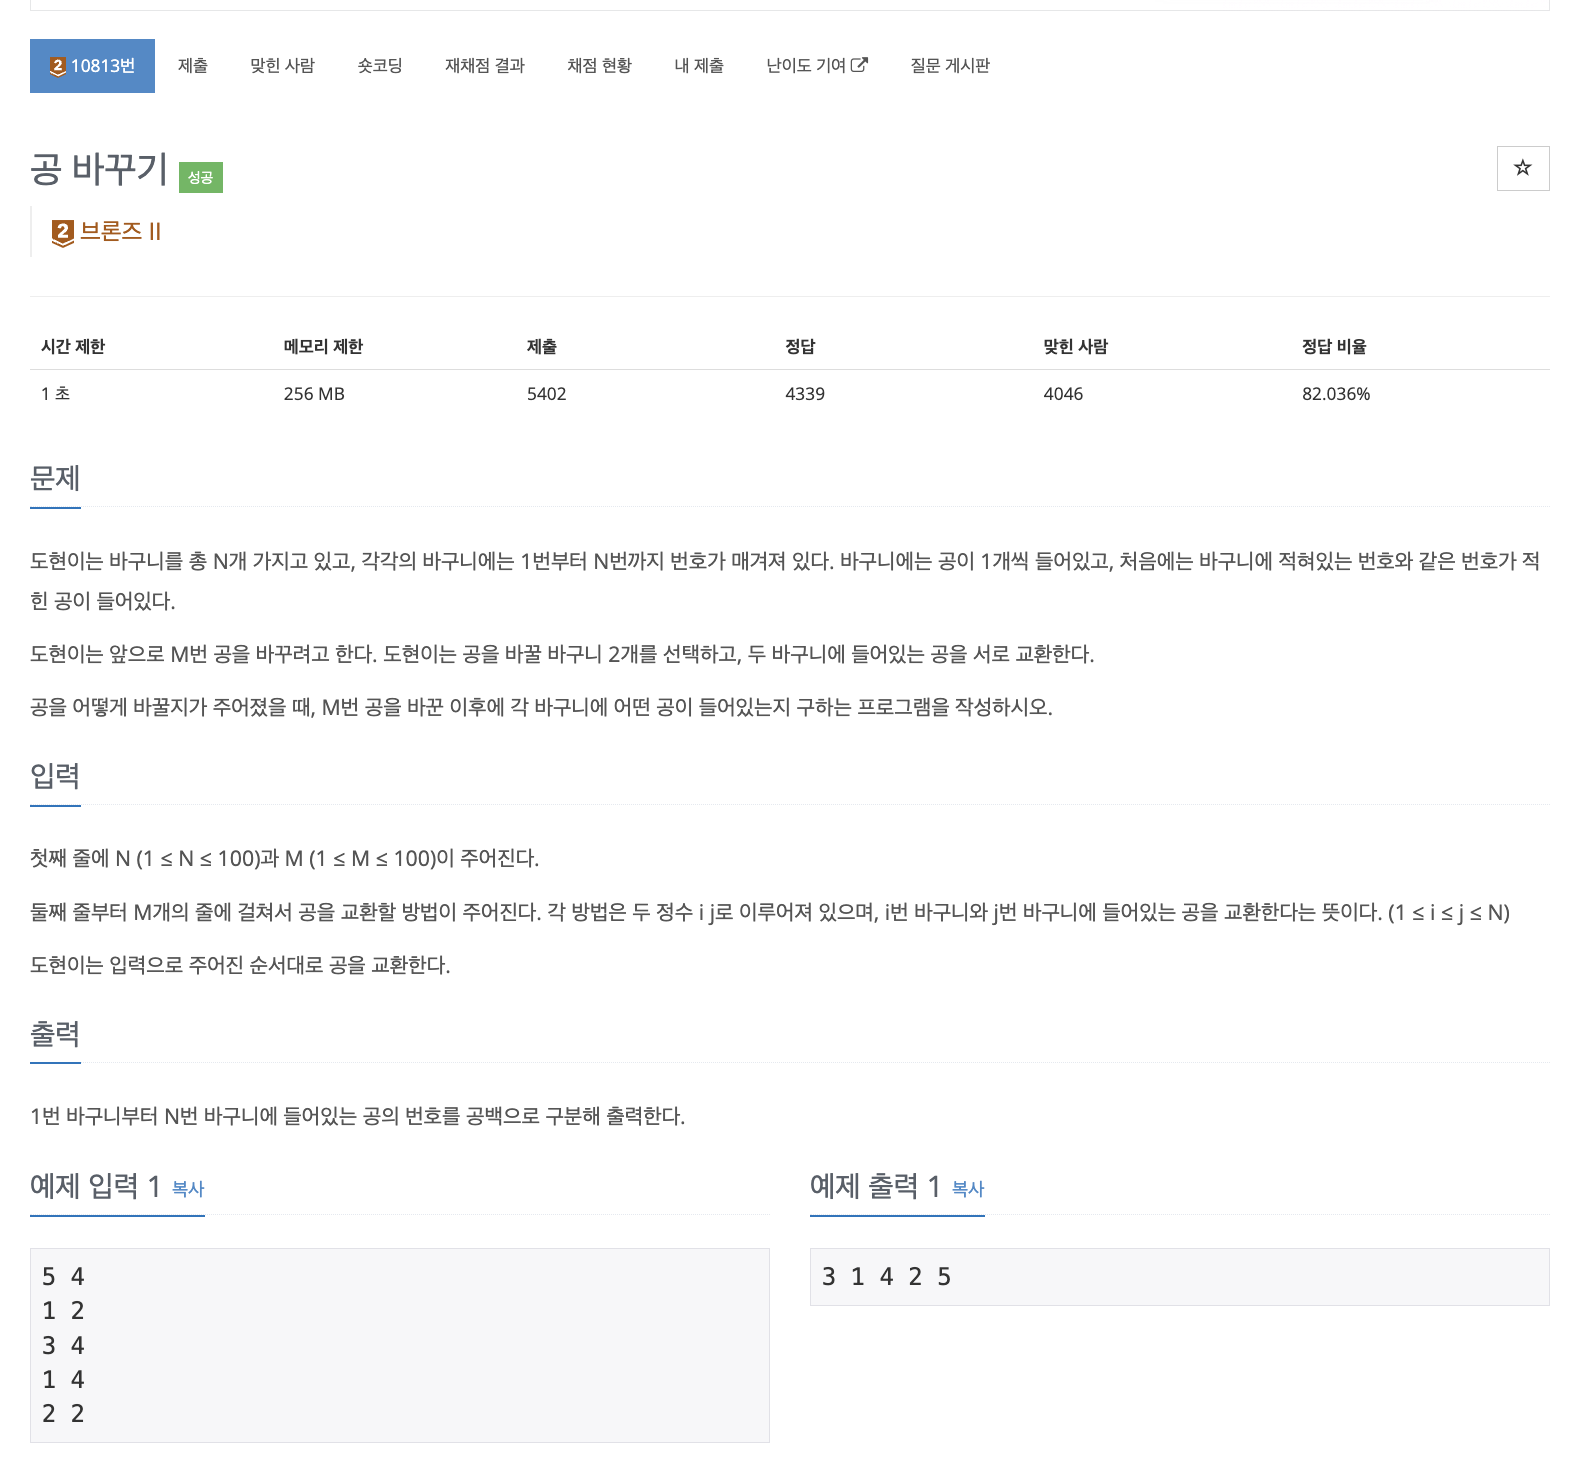 2 10813번 제출 맞힌 사람 숏코딩 재채점 결과 채점 현황 내 제출 난이도 기여 질문 게시판
공 바꾸기 성공
2 브론즈 II
시간 제한 메모리 제한 제출 정답 맞힌 사람 정답 비율
1 초 256 MB 5402 4339 4046 82.036%
문제
도현이는 바구니를 총 N개 가지고 있고, 각각의 바구니에는 1번부터 N번까지 번호가 매겨져 있다. 바구니에는 공이 1개씩 들어있고, 처음에는 바구니에 적혀있는 번호와 같은 번호가 적
힌 공이 들어있다.
도현이는 앞으로 M번 공을 바꾸려고 한다. 도현이는 공을 바꿀 바구니 2개를 선택하고, 두 바구니에 들어있는 공을 서로 교환한다.
공을 어떻게 바꿀지가 주어졌을 때, M번 공을 바꾼 이후에 각 바구니에 어떤 공이 들어있는지 구하는 프로그램을 작성하시오.
입력
첫째 줄에 N (1 ≤ N ≤ 100)과 M (1 ≤ M ≤ 100)이 주어진다.
둘째 줄부터 M개의 줄에 걸쳐서 공을 교환할 방법이 주어진다. 각 방법은 두 정수 i j로 이루어져 있으며, i번 바구니와 j번 바구니에 들어있는 공을 교환한다는 뜻이다. (1 ≤ i ≤ j ≤ N)
도현이는 입력으로 주어진 순서대로 공을 교환한다.
출력
1번 바구니부터 N번 바구니에 들어있는 공의 번호를 공백으로 구분해 출력한다.
예제 입력 1 복사
5 4
1 2
3 4
1 4
2 2
예제 출력 1 복사
3 1 4 2 5